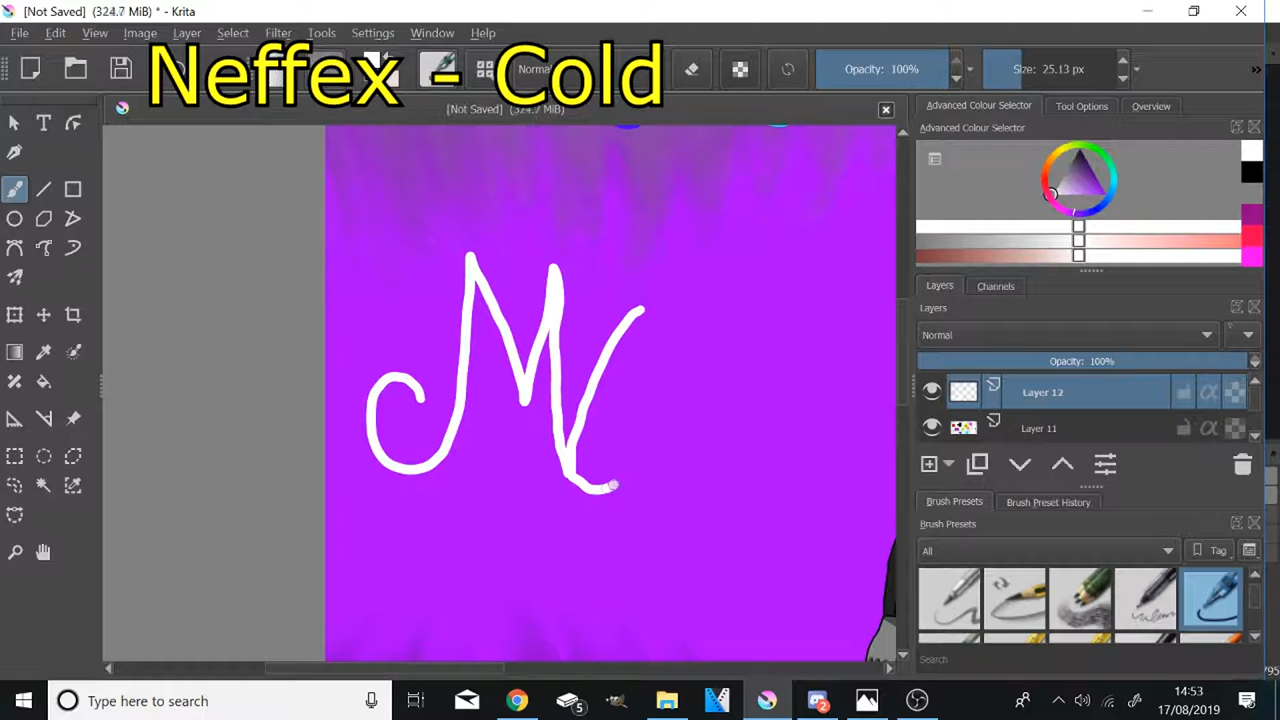 [Not Saved] (324.7 MiB) * - Krita
File Edit View Image Layer Select Filter Tools Settings Window Help
Neffex - Cold
Normal
Opacity: 100%
Size: 25.13 px
[Not Saved] (324.7 MiB) *
Advanced Colour Selector Tool Options Overview
Advanced Colour Selector
Layers Channels
Layers
Normal
Opacity: 100%
Layer 12
Layer 11
Brush Presets Brush Preset History
Brush Presets
All
Tag
Search
M
Type here to search
5
2
14:53
17/08/2019